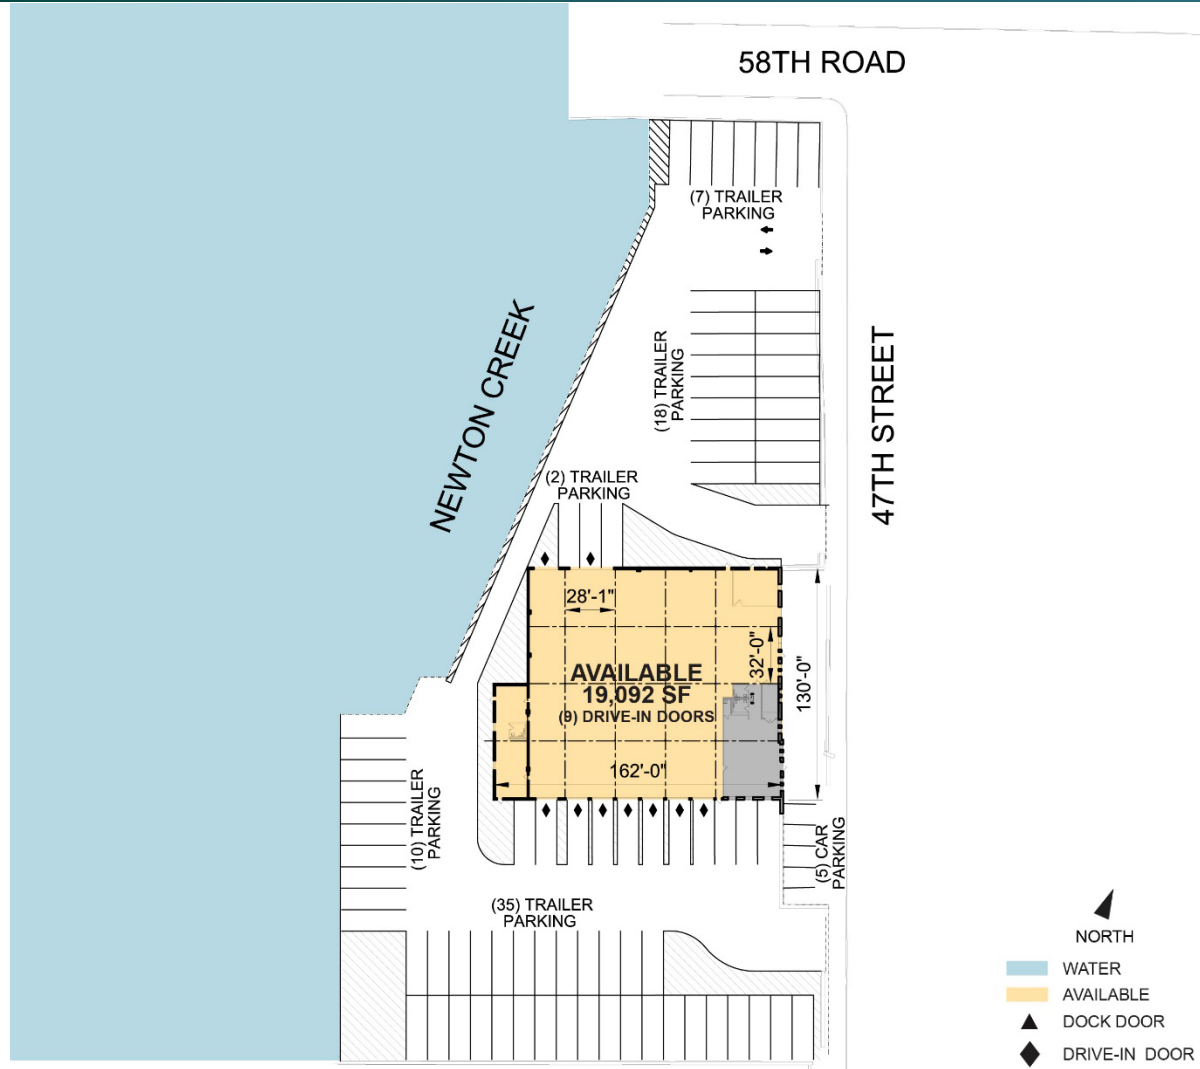 58TH ROAD
(7) TRAILER
PARKING
NEWTON CREEK
(18) TRAILER
PARKING
47TH STREET
(2) TRAILER
PARKING
28'-1"
32'-0"
130'-0"
AVAILABLE
19,092 SF
(9) DRIVE-IN DOORS
162'-0"
(10) TRAILER
PARKING
(5) CAR
PARKING
(35) TRAILER
PARKING
NORTH
WATER
AVAILABLE
DOCK DOOR
DRIVE-IN DOOR